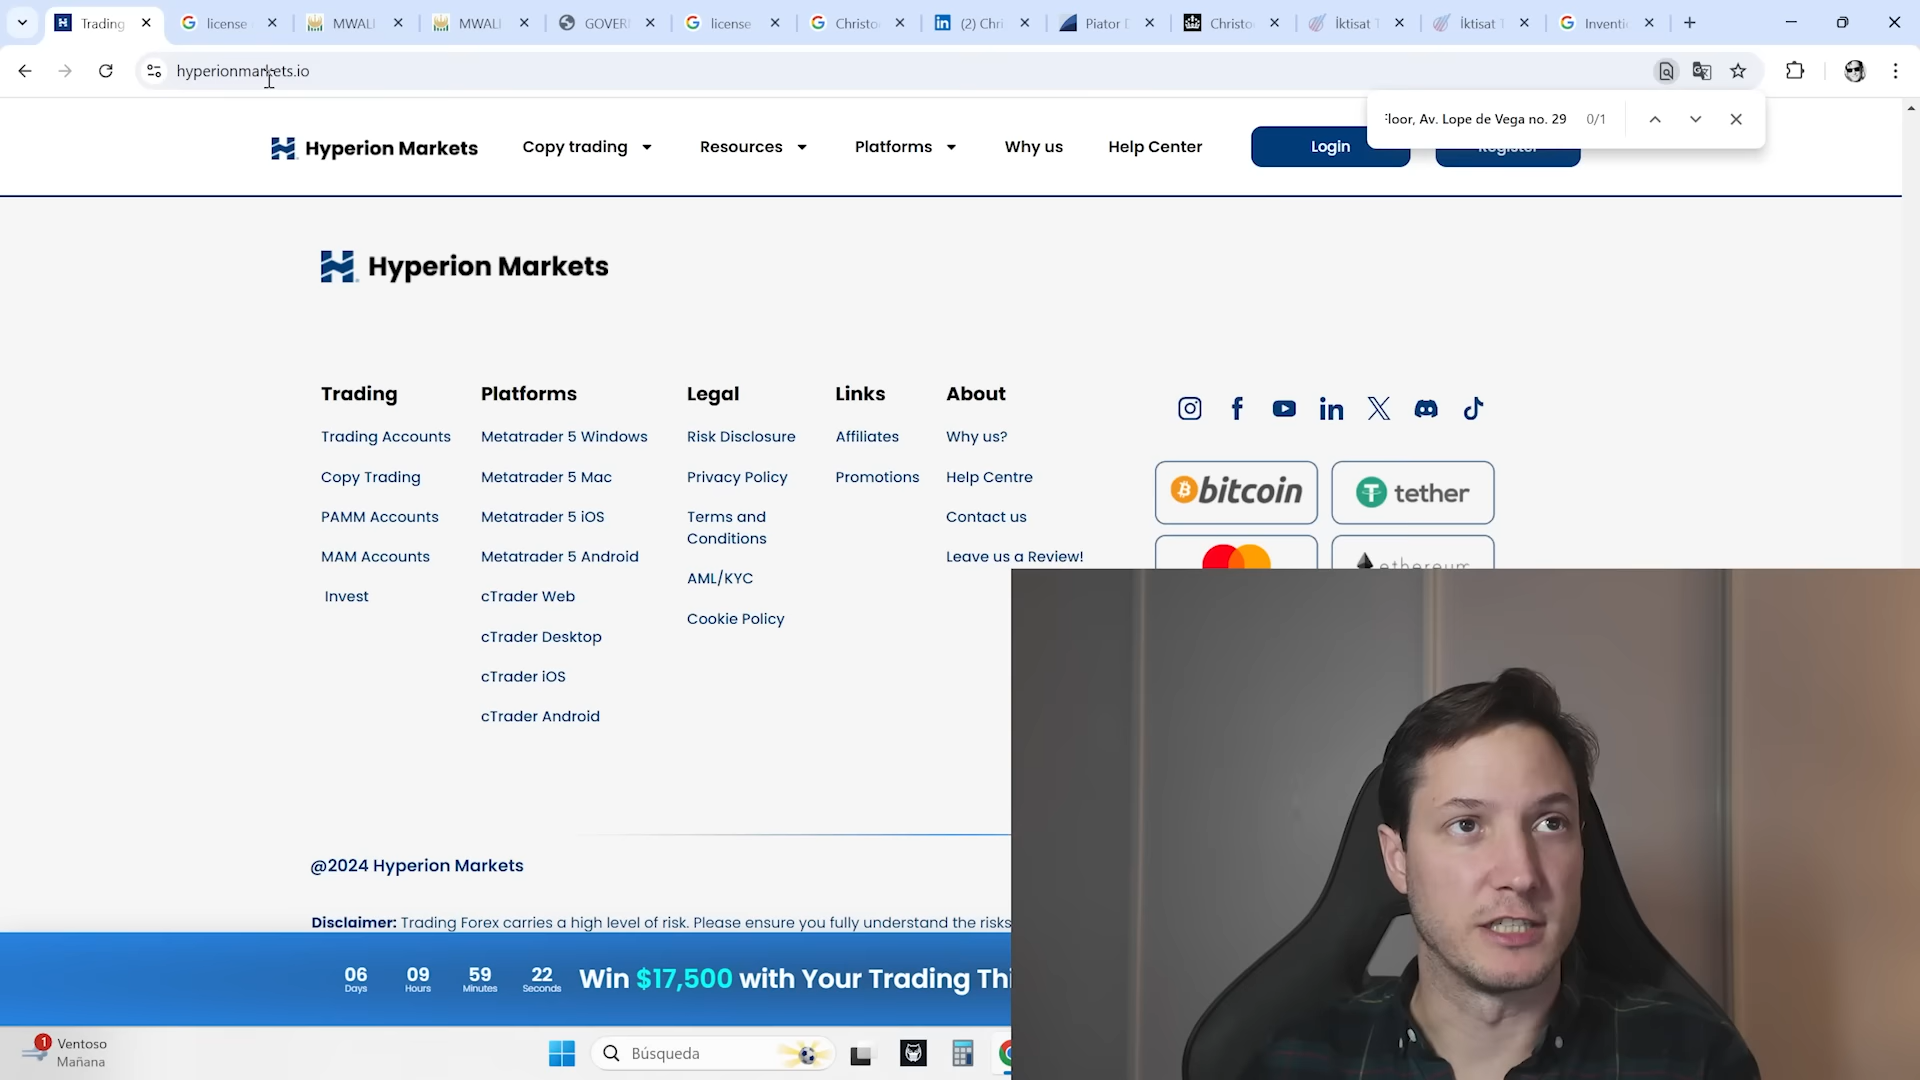 Trading
license
MWALI
MWALI
GOVER
license
Christo
(2) Chri
Piator D
Christo
İktisat T
İktisat T
Inventi
hyperionmarkets.io
Floor, Av. Lope de Vega no. 29 0/1
Hyperion Markets
Copy trading
Resources
Platforms
Why us
Help Center
Login
Register
Hyperion Markets
Trading
Trading Accounts
Copy Trading
PAMM Accounts
MAM Accounts
Invest
Platforms
Metatrader 5 Windows
Metatrader 5 Mac
Metatrader 5 iOS
Metatrader 5 Android
cTrader Web
cTrader Desktop
cTrader iOS
cTrader Android
Legal
Risk Disclosure
Privacy Policy
Terms and
Conditions
AML/KYC
Cookie Policy
Links
Affiliates
Promotions
About
Why us?
Help Centre
Contact us
Leave us a Review!
bitcoin
tether
ethereum
@2024 Hyperion Markets
Disclaimer: Trading Forex carries a high level of risk. Please ensure you fully understand the risks
06 09 59 22
Days Hours Minutes Seconds
Win $17,500 with Your Trading Thi
1
Ventoso
Mañana
Búsqueda